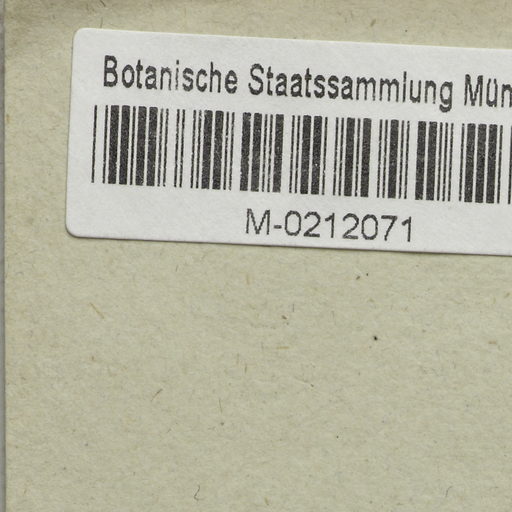 Botanische Staatssammlung Mün
M-0212071